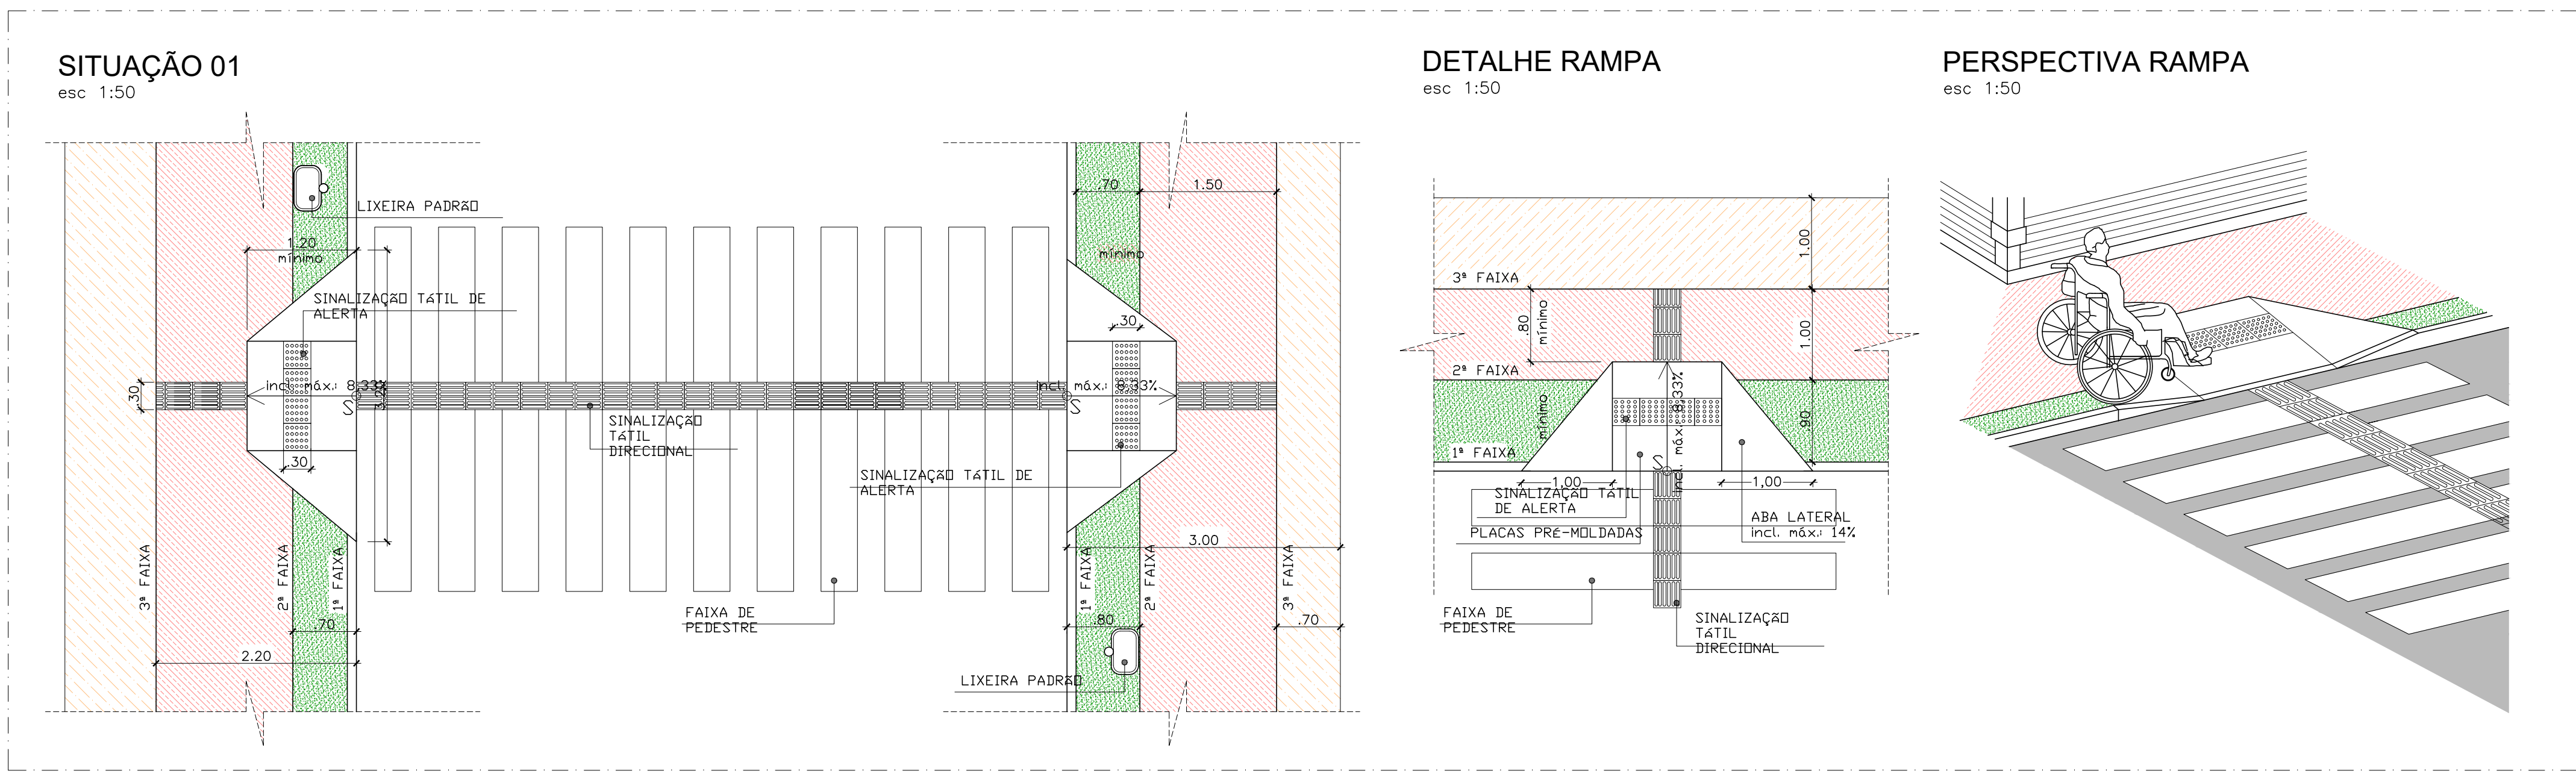 SITUAÇÃO 01
esc 1:50
LIXEIRA PADRÃO
1.20
mínimo
SINALIZAÇÃO TÁTIL DE
ALERTA
.30
incl. máx.: 8,33%
S
.30
SINALIZAÇÃO
TÁTIL
DIRECIONAL
3ª FAIXA
2ª FAIXA
1ª FAIXA
.70
2.20
FAIXA DE
PEDESTRE
.70
1.50
mínimo
.30
incl. máx.: 8,33%
S
SINALIZAÇÃO TÁTIL DE
ALERTA
3.00
1ª FAIXA
2ª FAIXA
3ª FAIXA
.80
.70
LIXEIRA PADRÃO
DETALHE RAMPA
esc 1:50
1.00
3ª FAIXA
.80
mínimo
1.00
2ª FAIXA
mínimo
.90
1ª FAIXA
incl. máx.: 8,33%
S
1,00
1,00
SINALIZAÇÃO TÁTIL
DE ALERTA
PLACAS PRÉ-MOLDADAS
ABA LATERAL
incl. máx.: 14%
FAIXA DE
PEDESTRE
SINALIZAÇÃO
TÁTIL
DIRECIONAL
PERSPECTIVA RAMPA
esc 1:50